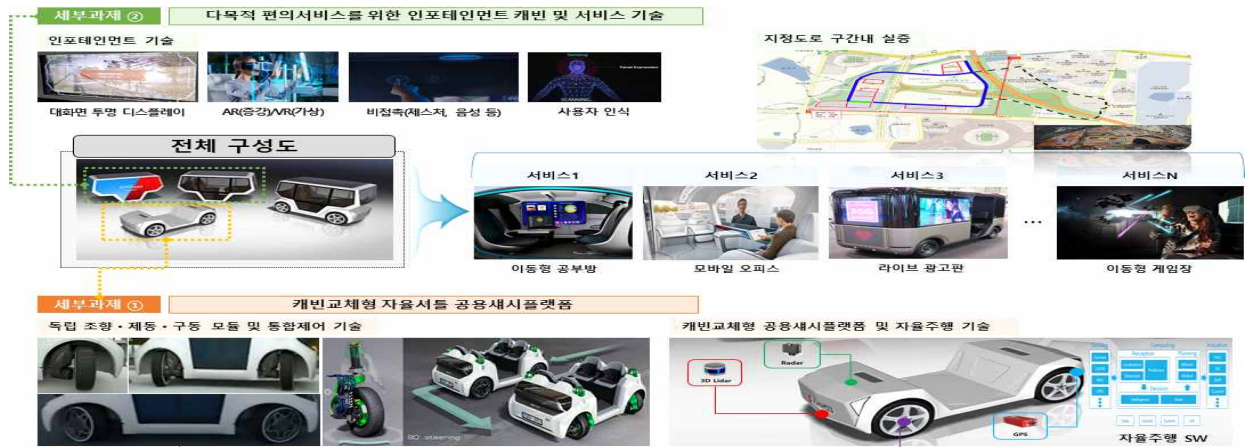 세부과제 ②
다목적 편의서비스를 위한 인포테인먼트 캐빈 및 서비스 기술
인포테인먼트 기술
지정도로 구간내 실증
대화면 투명 디스플레이
AR(증강)/VR(가상)
비접촉(제스처, 음성 등)
사용자 인식
전체 구성도
서비스1
서비스2
서비스3
서비스N
...
이동형 공부방
모바일 오피스
라이브 광고판
이동형 게임장
세부과제 ①
캐빈교체형 자율셔틀 공용섀시플랫폼
독립 조향·제동·구동 모듈 및 통합제어 기술
캐빈교체형 공용섀시플랫폼 및 자율주행 기술
Radar
3D Lidar
GPS
90° steering
자율주행 SW